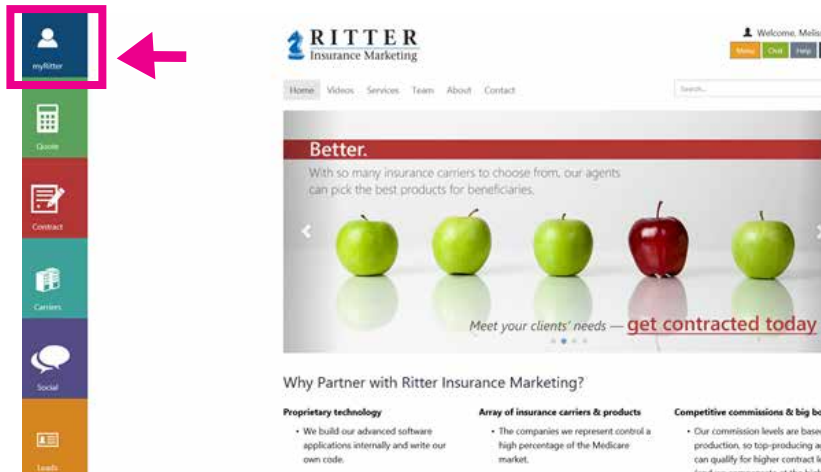 myRitter
Quote
Contract
Carriers
Social
Leads
RITTER
Insurance Marketing
Welcome, Melis
Menu Chat Help
Home Videos Services Team About Contact
Search...
Better.
With so many insurance carriers to choose from, our agents
can pick the best products for beneficiaries.
Meet your clients' needs — get contracted today
Why Partner with Ritter Insurance Marketing?
Proprietary technology
• We build our advanced software
applications internally and write our
own code.
Array of insurance carriers & products
• The companies we represent control a
high percentage of the Medicare
market.
Competitive commissions & big bo
• Our commission levels are based
production, so top-producing a
can qualify for higher contract le